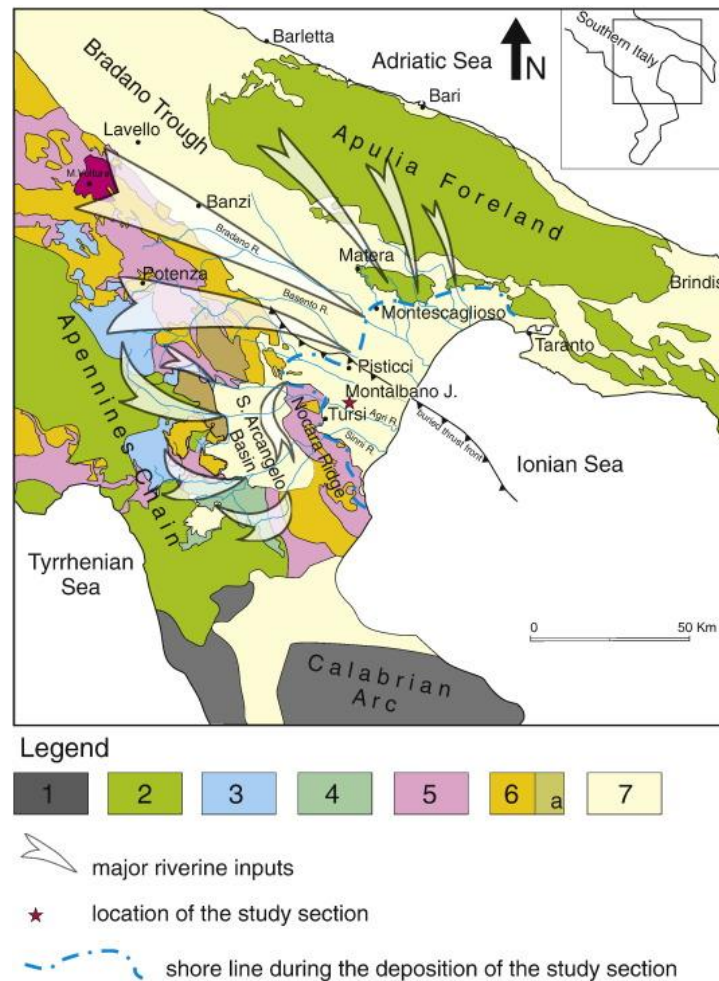 Barletta
Adriatic Sea
N
Southern Italy
Bradano Trough
Bari
Lavello
Apulia Foreland
M. Vulture
Banzi
Bradano R.
Matera
Potenza
Brindisi
Basento R.
Montescaglioso
Taranto
Apennines Chain
Pisticci
Montalbano J.
S. Arcangelo
Basin
Nocara Ridge
Tursi
Agri R.
buried thrust front
Sinni R.
Ionian Sea
Tyrrhenian
Sea
0 50 Km
Calabrian
Arc
Legend
1 2 3 4 5 6 a 7
major riverine inputs
location of the study section
shore line during the deposition of the study section